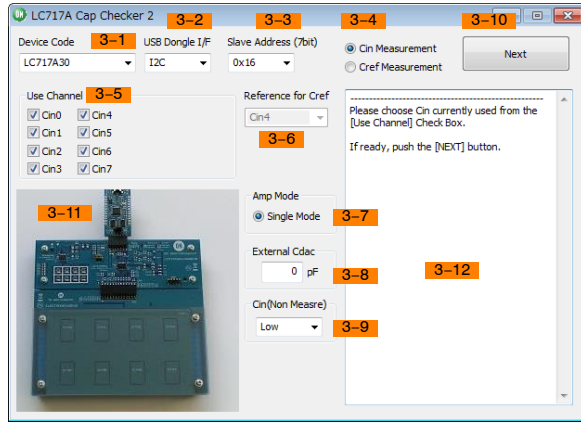 LC717A Cap Checker 2
3-1
3-2
3-3
3-4
3-10
Device Code
USB Dongle I/F
Slave Address (7bit)
LC717A30
I2C
0x16
Cin Measurement
Cref Measurement
Next
Use Channel
3-5
Cin0
Cin4
Cin1
Cin5
Cin2
Cin6
Cin3
Cin7
Reference for Cref
Cin4
3-6
Please choose Cin currently used from the
[Use Channel] Check Box.
If ready, push the [NEXT] button.
3-11
Amp Mode
Single Mode
3-7
External Cdac
0 pF
3-8
3-12
Cin(Non Measre)
Low
3-9